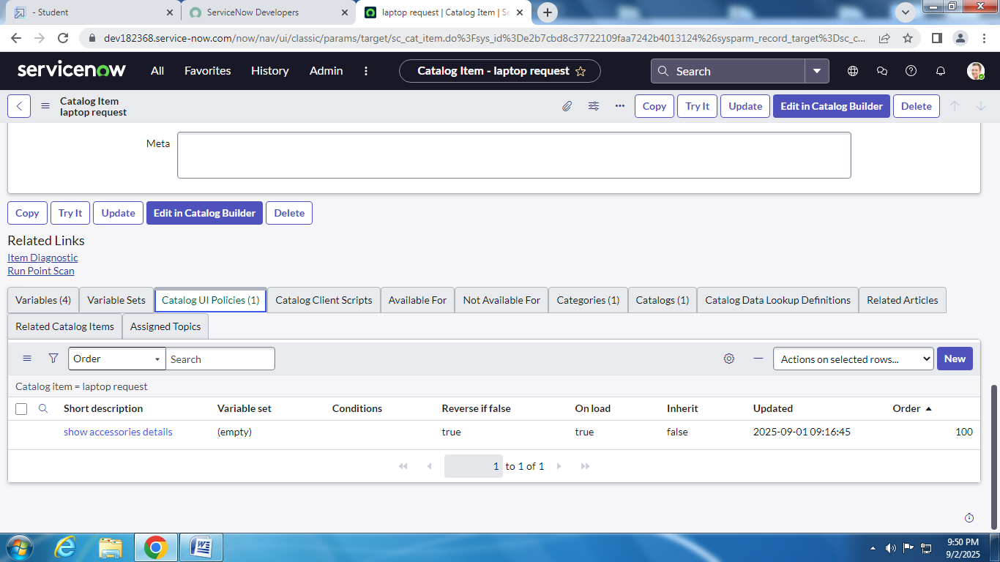 - Student
ServiceNow Developers
laptop request | Catalog Item | Se
dev182368.service-now.com/now/nav/ui/classic/params/target/sc_cat_item.do%3Fsys_id%3De2b7cbd8c37722109faa7242b4013124%26sysparm_record_target%3Dsc_c...
servicenow All Favorites History Admin Catalog Item - laptop request Search
Catalog Item
laptop request
Copy Try It Update Edit in Catalog Builder Delete
Meta
Copy Try It Update Edit in Catalog Builder Delete
Related Links
Item Diagnostic
Run Point Scan
Variables (4) Variable Sets Catalog UI Policies (1) Catalog Client Scripts Available For Not Available For Categories (1) Catalogs (1) Catalog Data Lookup Definitions Related Articles
Related Catalog Items Assigned Topics
Order Search Actions on selected rows... New
Catalog item = laptop request
Short description Variable set Conditions Reverse if false On load Inherit Updated Order
show accessories details (empty) true true false 2025-09-01 09:16:45 100
1 to 1 of 1
9:50 PM
9/2/2025